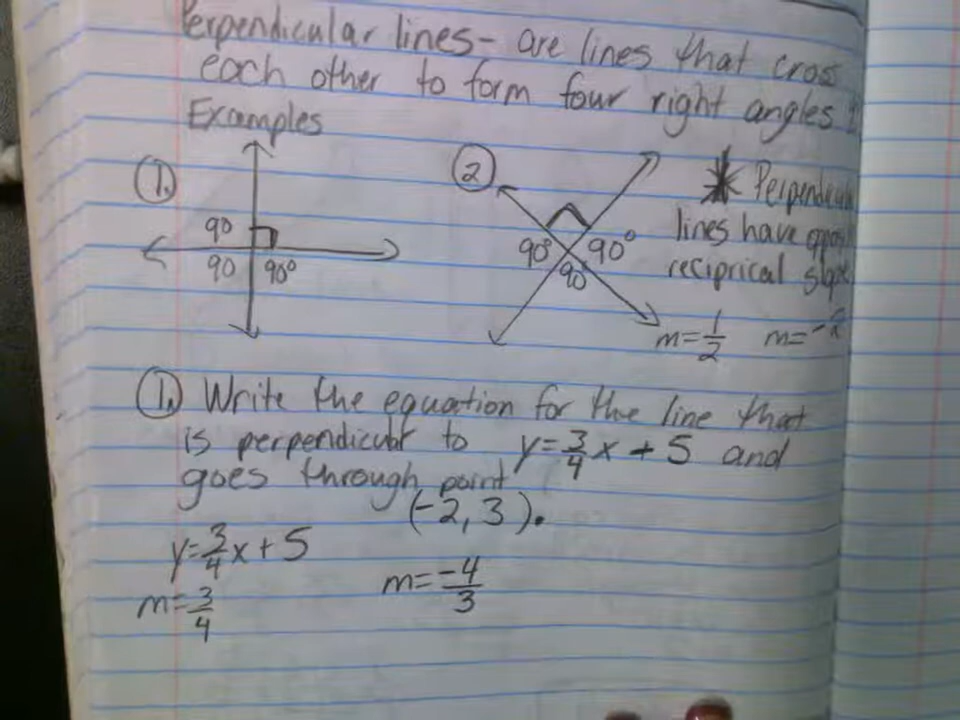 Perpendicular lines- are lines that cross
each other to form four right angles
Examples
1.
90
90 90°
2
90° 90°
90
Perpendicular
lines have
reciprical slope
m=1/2 m=-
1. Write the equation for the line that
is perpendicular to y=3/4x+5 and
goes through point
(-2, 3).
y=3/4x+5
m=3/4
m=-4/3